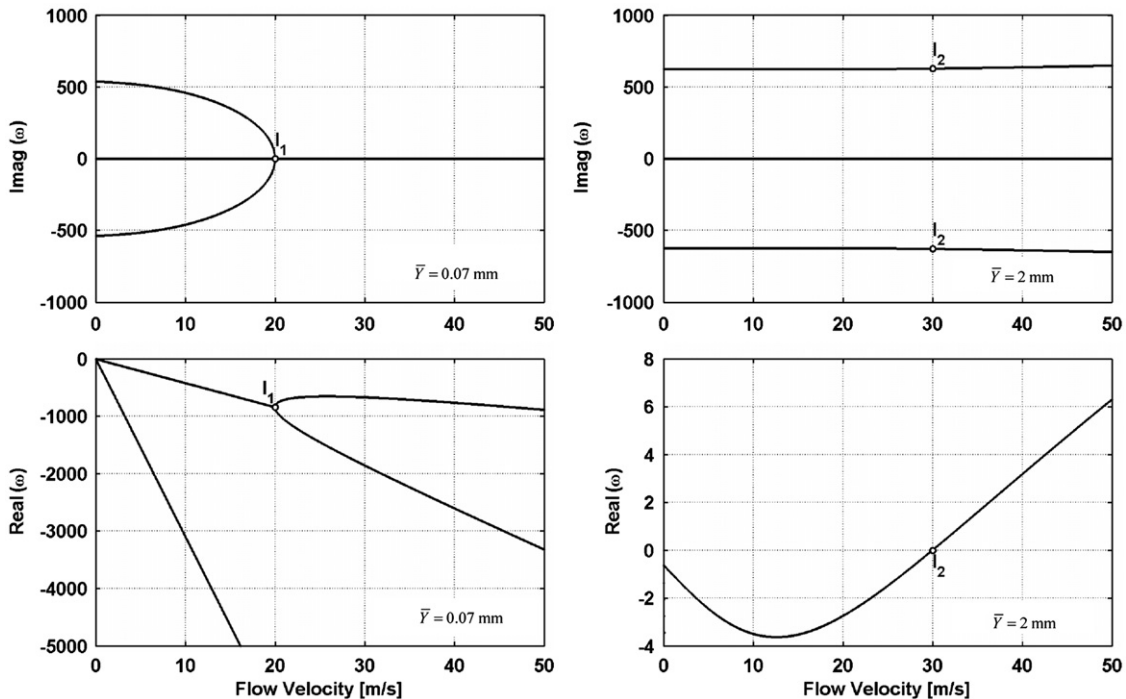 1000
500
0
-500
-1000
Imag (ω)
I1
Y̅ = 0.07 mm
0 10 20 30 40 50
1000
500
0
-500
-1000
Imag (ω)
I2
I2
Y̅ = 2 mm
0 10 20 30 40 50
0
-1000
-2000
-3000
-4000
-5000
Real (ω)
I1
Y̅ = 0.07 mm
0 10 20 30 40 50
Flow Velocity [m/s]
8
6
4
2
0
-2
-4
Real (ω)
I2
Y̅ = 2 mm
0 10 20 30 40 50
Flow Velocity [m/s]